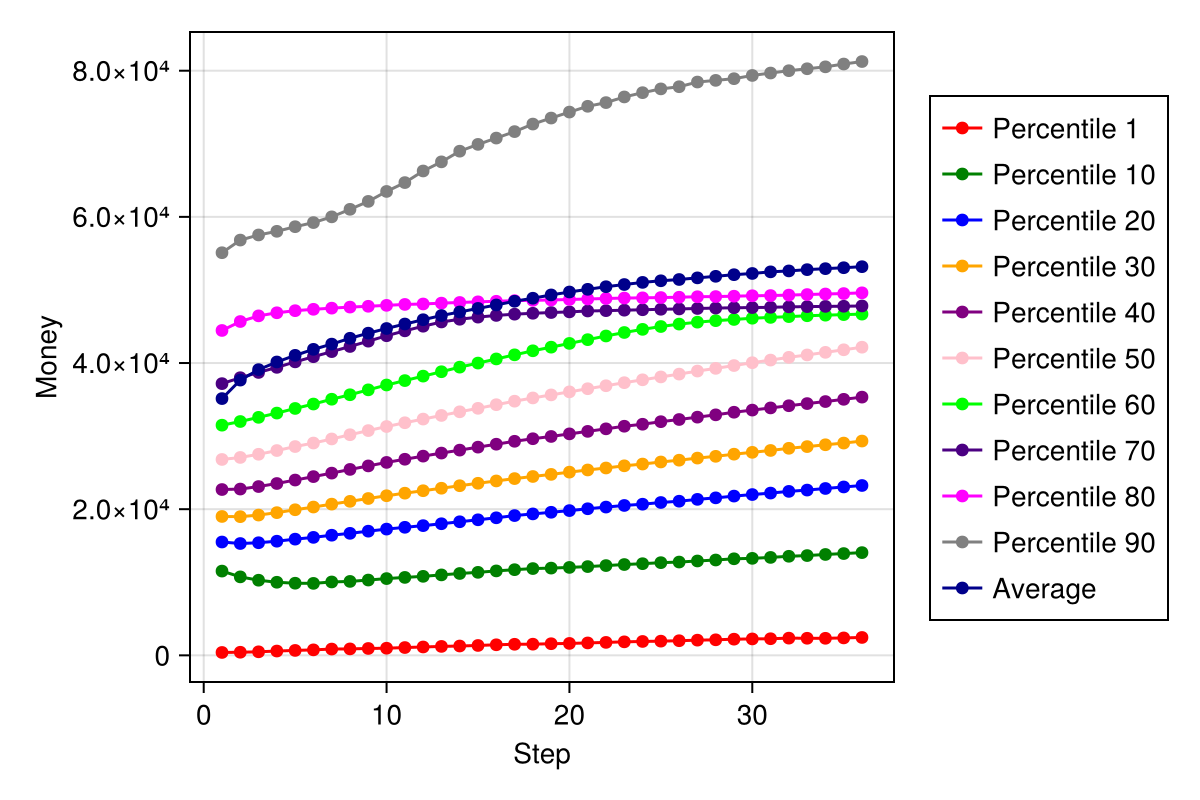 8.0×10⁴
6.0×10⁴
4.0×10⁴
2.0×10⁴
0
Money
0 10 20 30
Step
Percentile 1
Percentile 10
Percentile 20
Percentile 30
Percentile 40
Percentile 50
Percentile 60
Percentile 70
Percentile 80
Percentile 90
Average